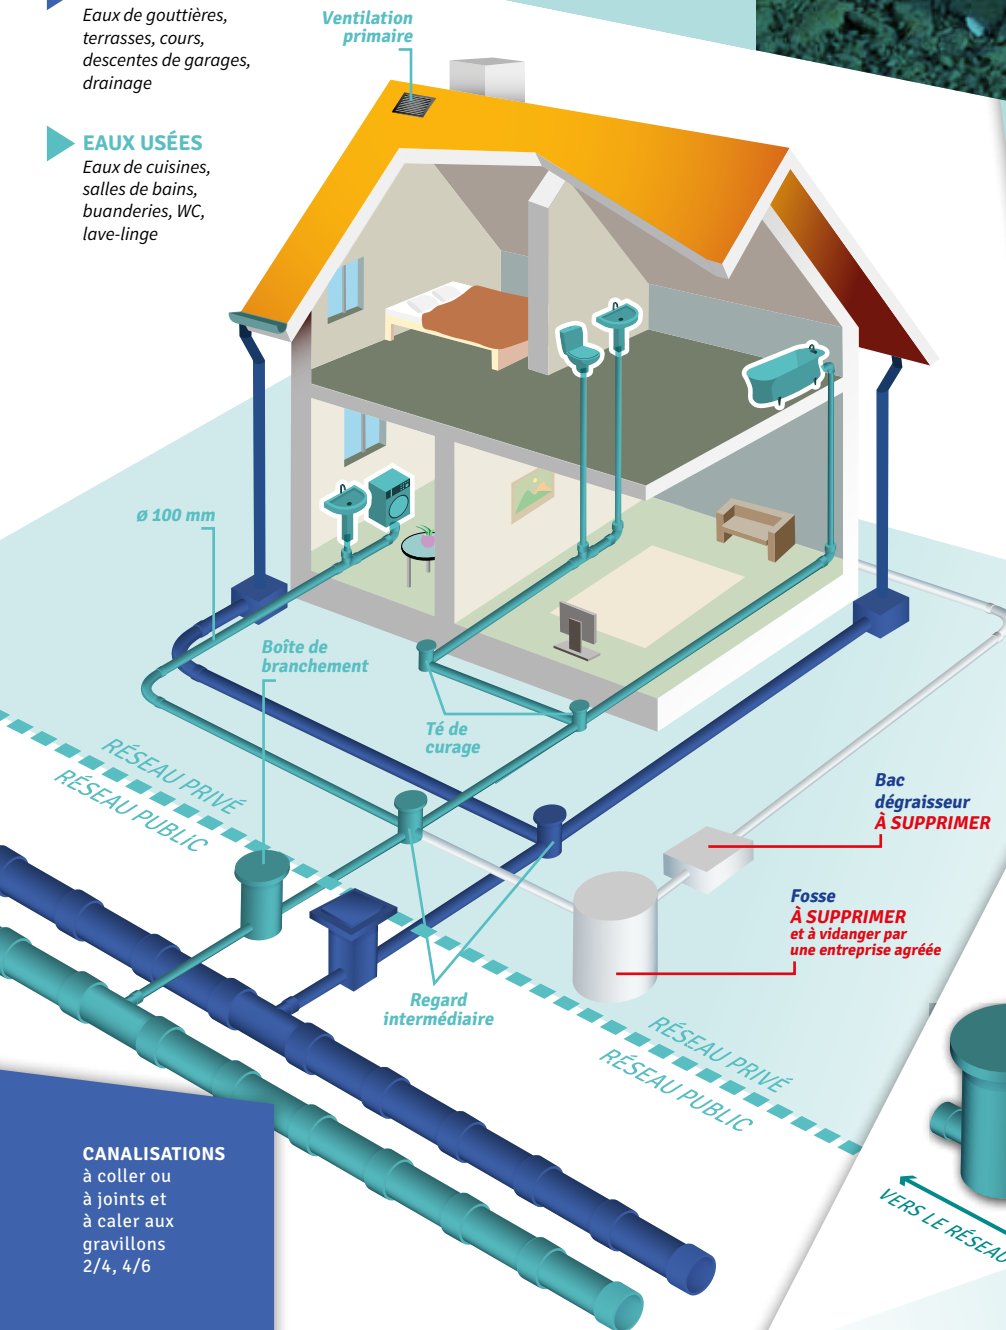 Eaux de gouttières,
terrasses, cours,
descentes de garages,
drainage
EAUX USÉES
Eaux de cuisines,
salles de bains,
buanderies, WC,
lave-linge
Ventilation
primaire
ø 100 mm
Boîte de
branchement
Té de
curage
RÉSEAU PRIVÉ
RÉSEAU PUBLiC
Bac
dégraisseur
À SUPPRIMER
Fosse
À SUPPRIMER
et à vidanger par
une entreprise agréée
Regard
intermédiaire
RÉSEAU PRIVÉ
RÉSEAU PUBLIC
CANALISATIONS
à coller ou
à joints et
à caler aux
gravillons
2/4, 4/6
VERS LE RÉSEAU